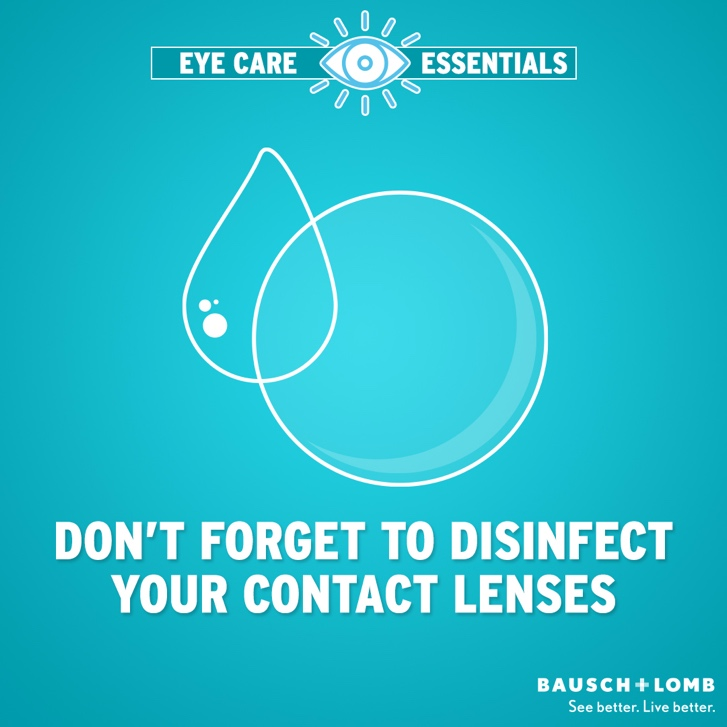 EYE CARE ESSENTIALS
DON'T FORGET TO DISINFECT
YOUR CONTACT LENSES
BAUSCH+LOMB
See better. Live better.